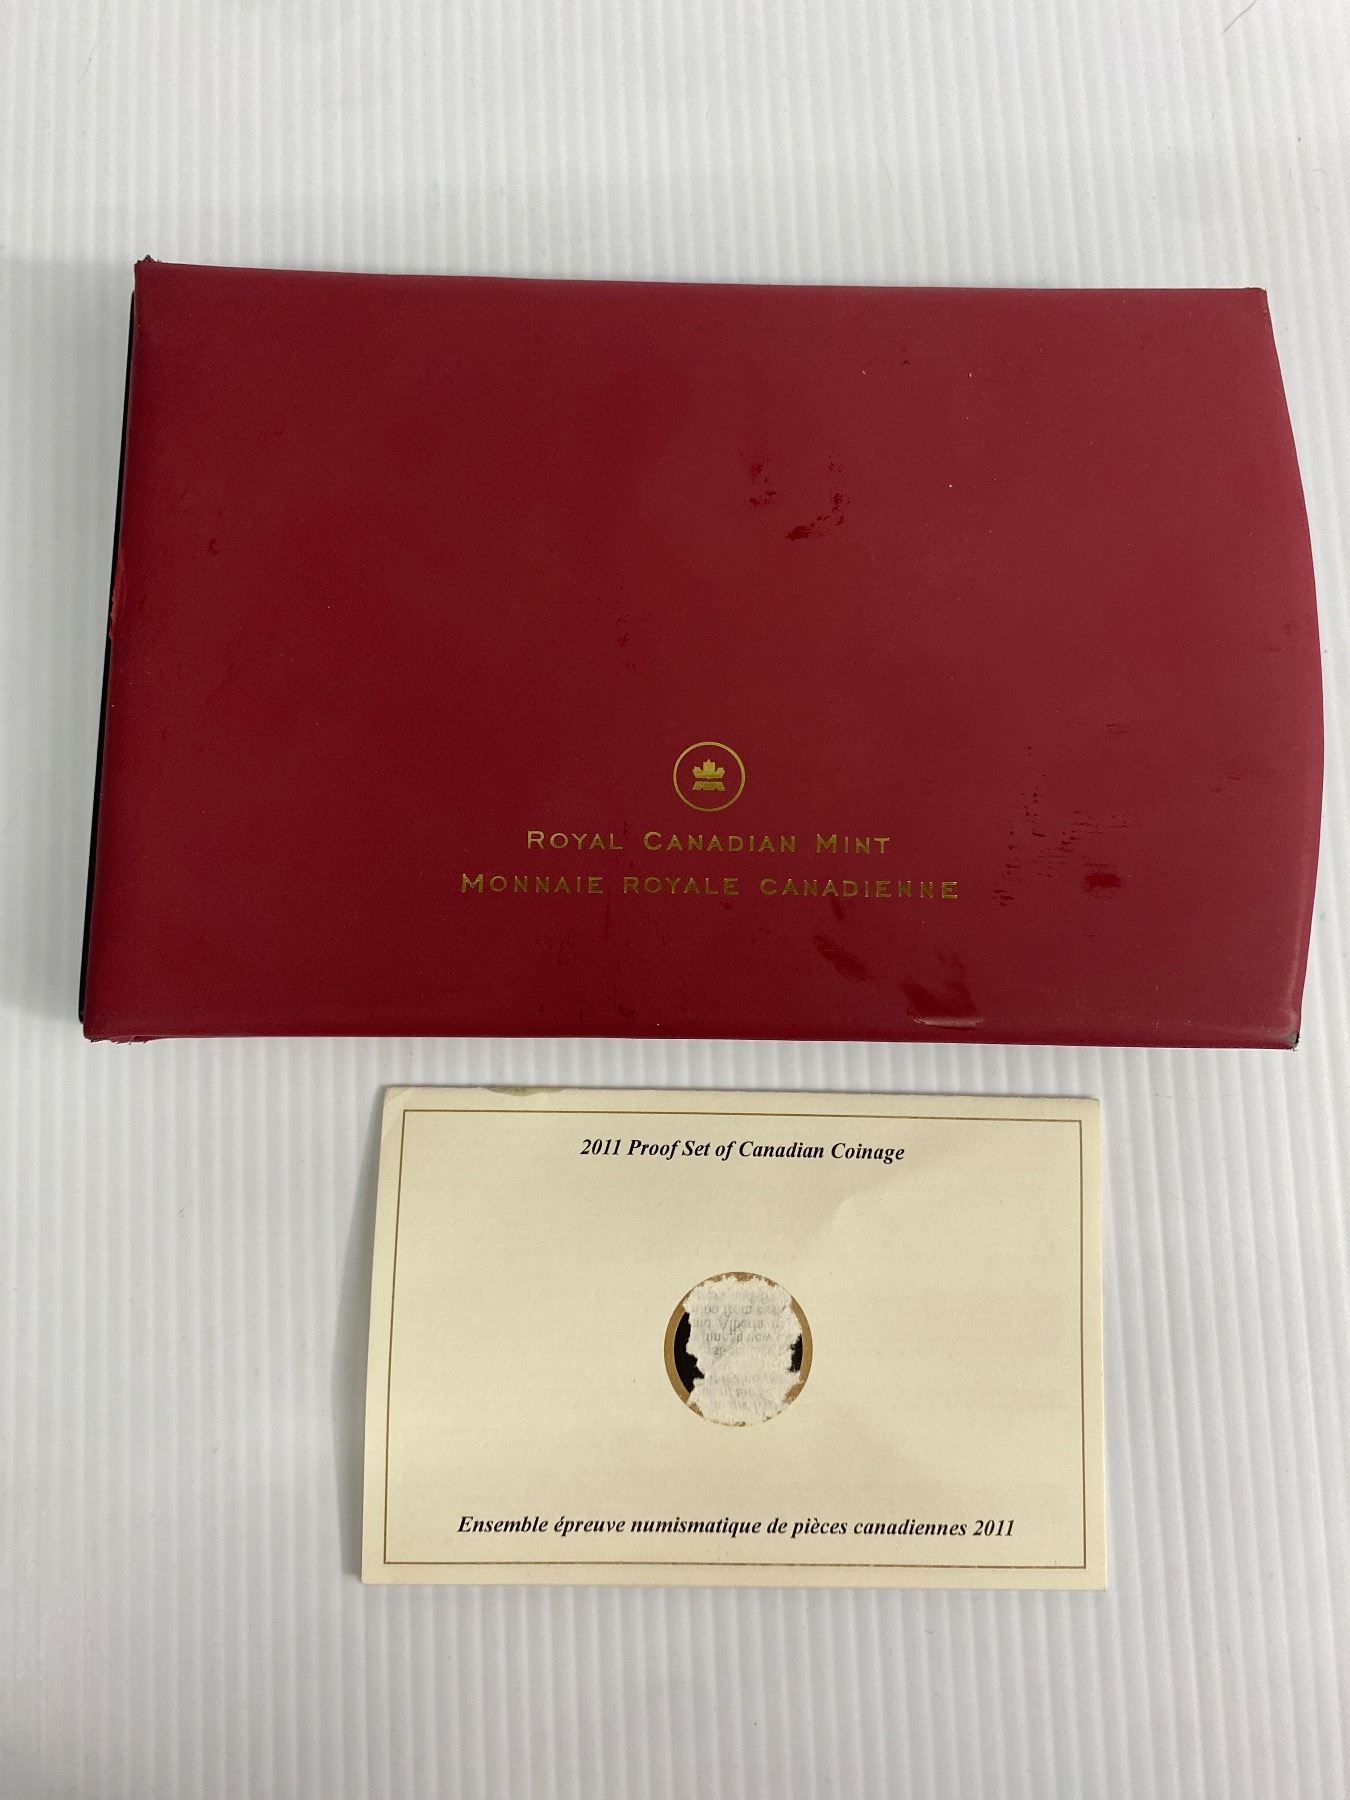 ROYAL CANADIAN MINT
MONNAIE ROYALE CANADIENNE
2011 Proof Set of Canadian Coinage
Ensemble épreuve numismatique de pièces canadiennes 2011